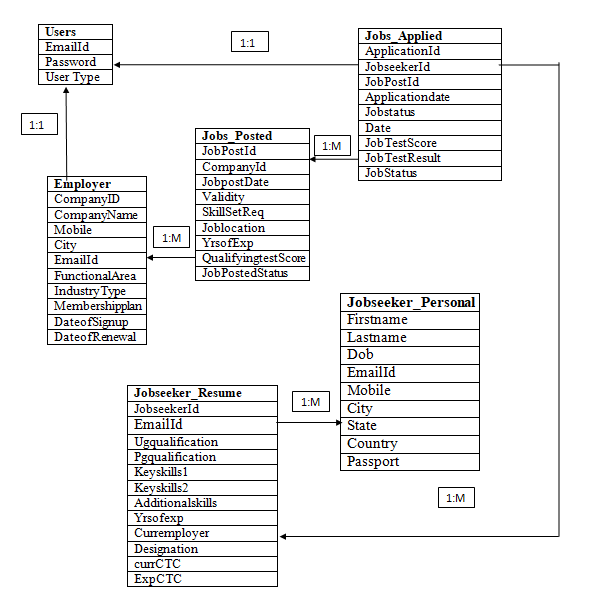 Users
EmailId
Password
User Type
1:1
Jobs_Applied
ApplicationId
JobseekerId
JobPostId
Applicationdate
Jobstatus
Date
JobTestScore
JobTestResult
JobStatus
1:1
Jobs_Posted
JobPostId
CompanyId
JobpostDate
Validity
SkillSetReq
Joblocation
YrsofExp
QualifyingtestScore
JobPostedStatus
1:M
Employer
CompanyID
CompanyName
Mobile
City
EmailId
FunctionalArea
IndustryType
Membershipplan
DateofSignup
DateofRenewal
1:M
Jobseeker_Personal
Firstname
Lastname
Dob
EmailId
Mobile
City
State
Country
Passport
Jobseeker_Resume
JobseekerId
EmailId
Ugqualification
Pgqualification
Keyskills1
Keyskills2
Additionalskills
Yrsofexp
Curremployer
Designation
currCTC
ExpCTC
1:M
1:M